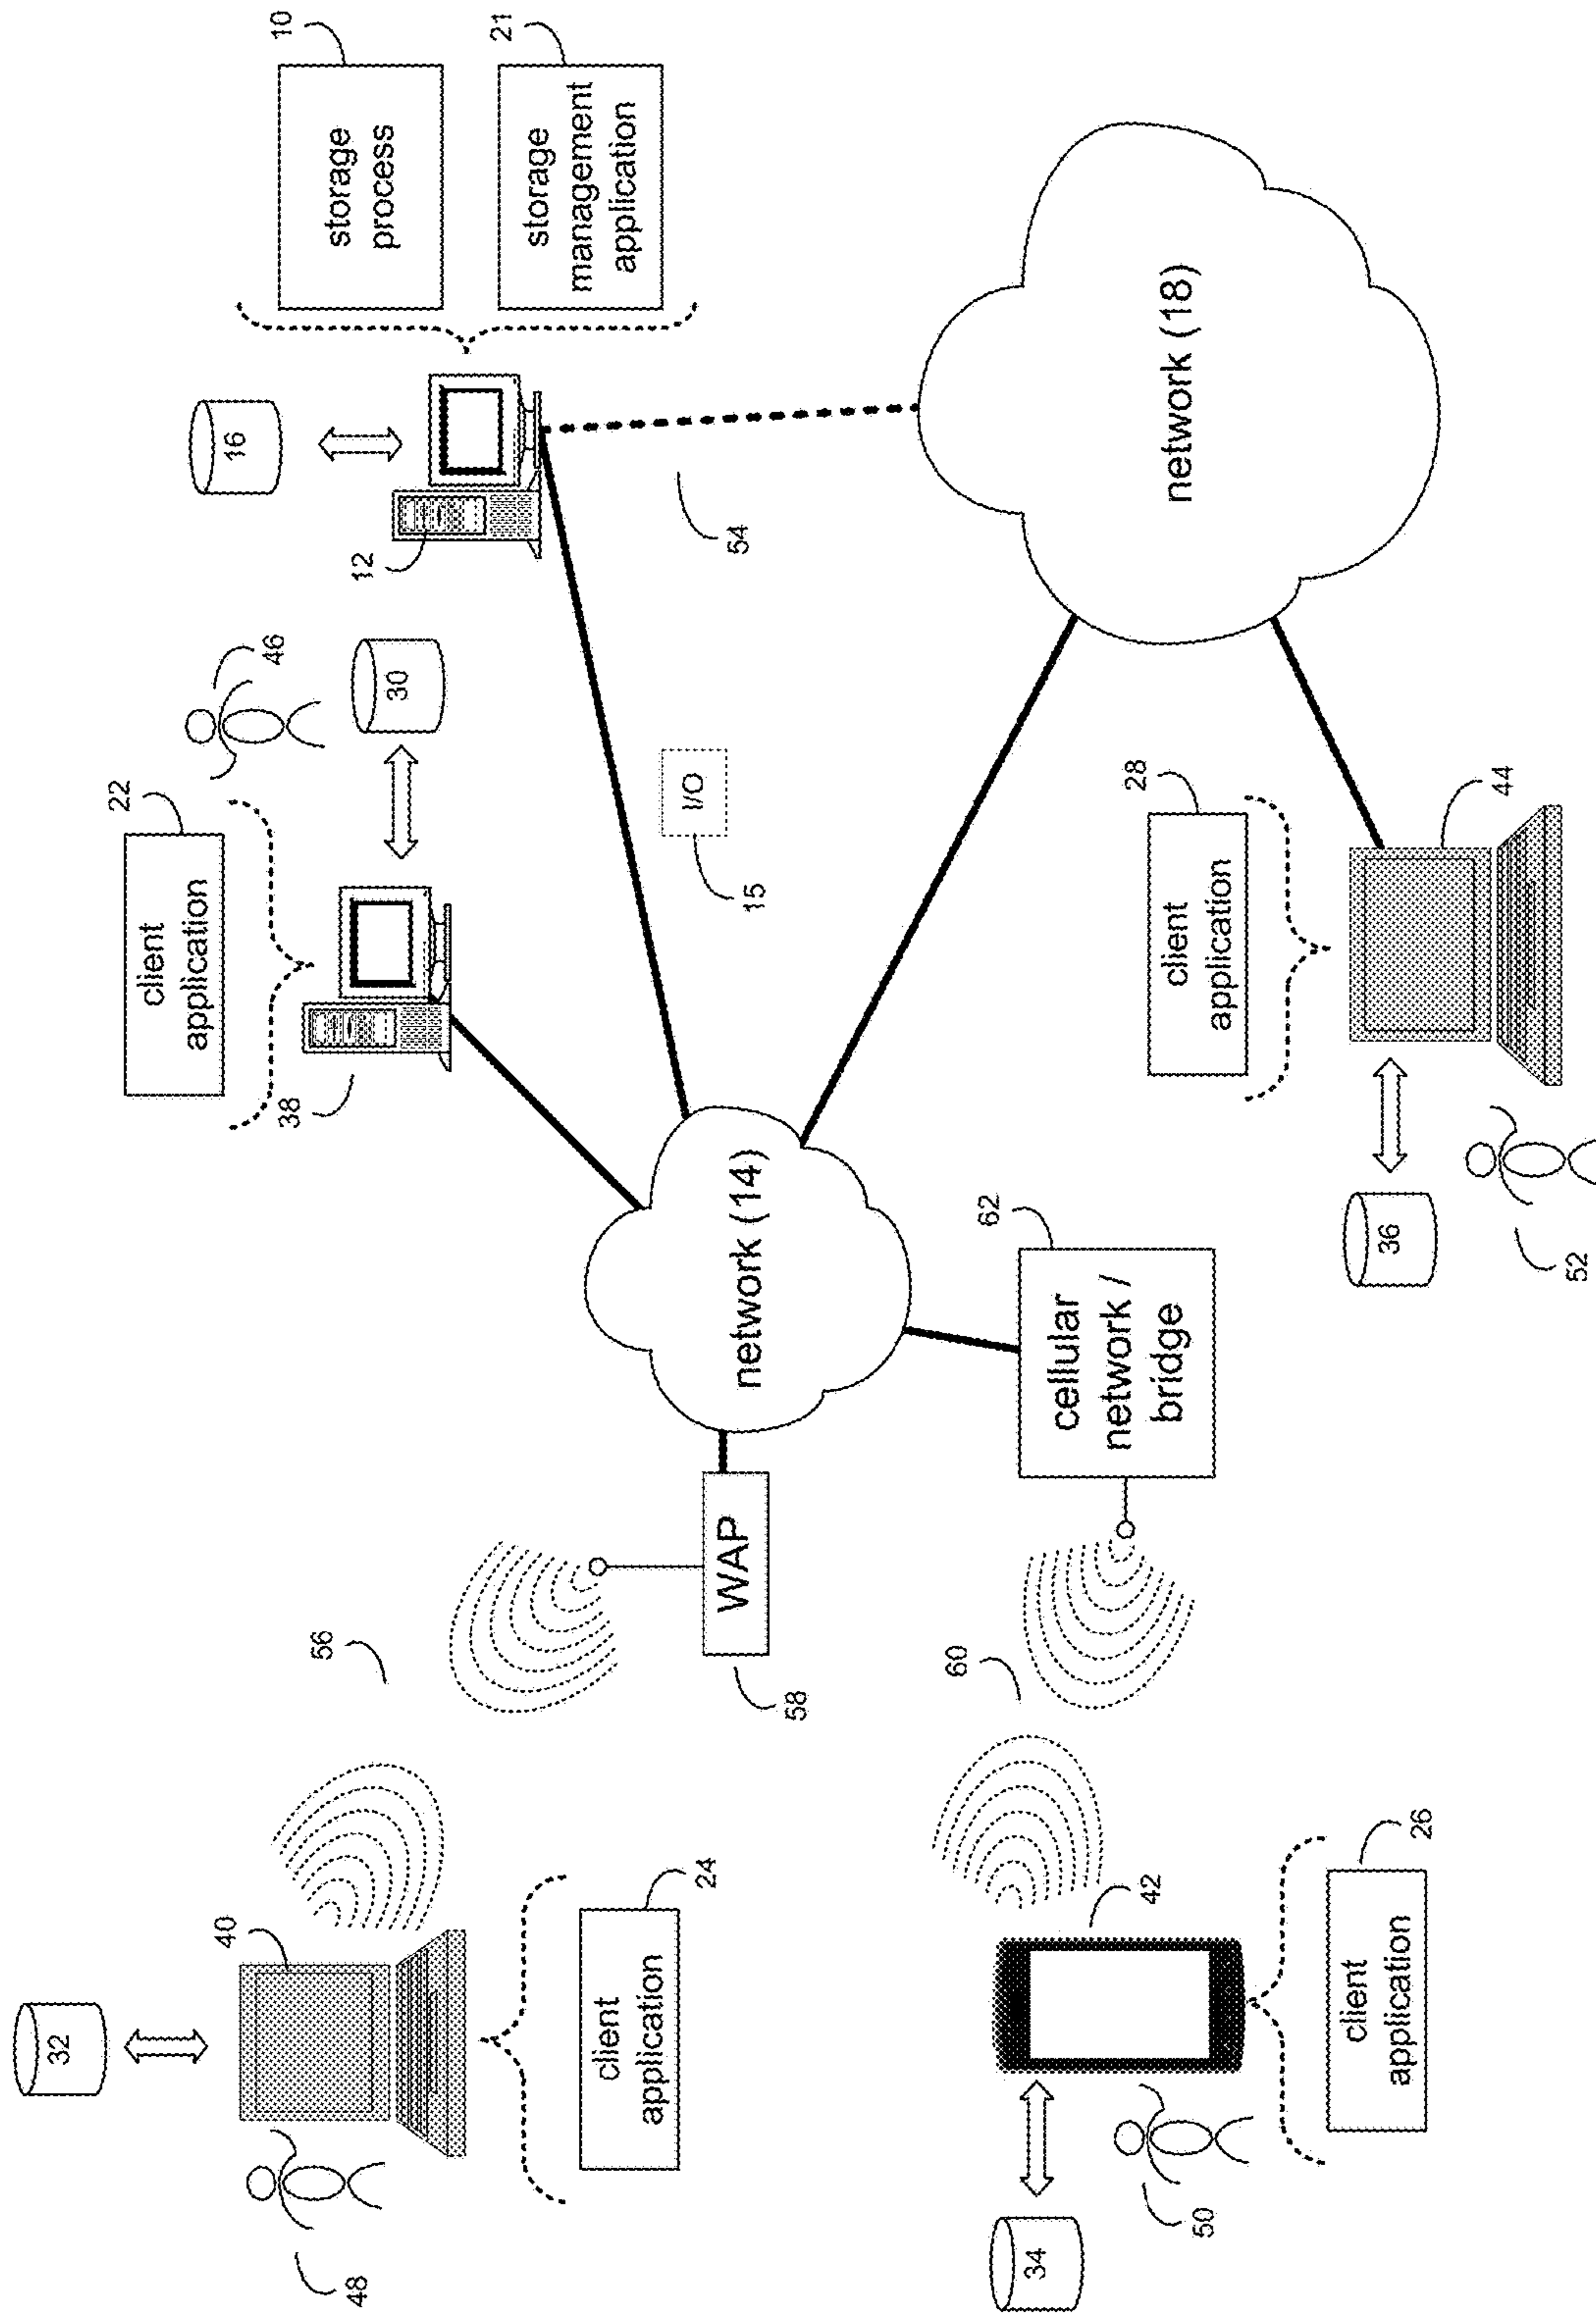 32
40
48
client
application
24
56
WAP
58
34
42
50
client
application
26
60
cellular
network /
bridge
62
network (14)
client
application
22
38
46
30
I/O
15
16
12
storage
process
10
storage
management
application
21
54
network (18)
client
application
28
44
36
52